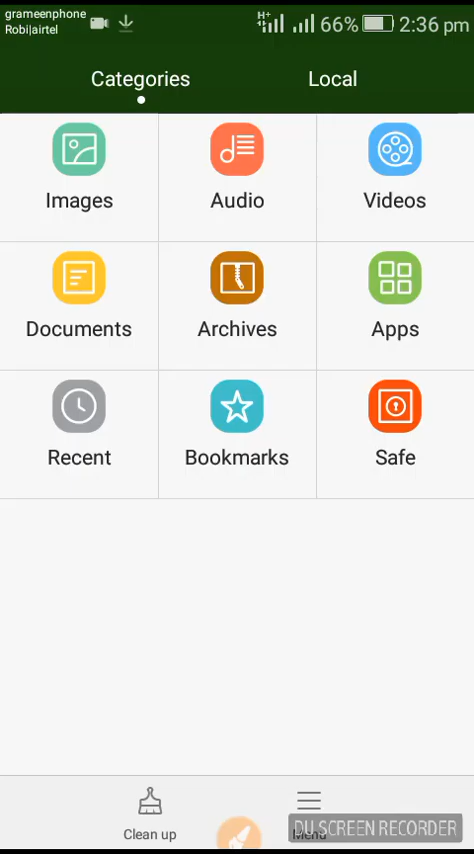 grameenphone
Robi|airtel
H+ 66% 2:36 pm
Categories Local
Images Audio Videos
Documents Archives Apps
Recent Bookmarks Safe
Clean up Menu
DU SCREEN RECORDER